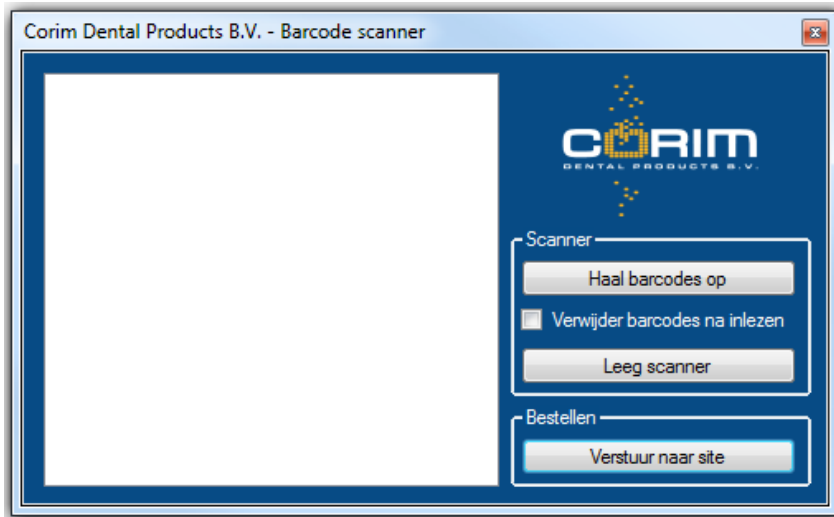 Corim Dental Products B.V. - Barcode scanner
CORIM
DENTAL PRODUCTS B.V.
Scanner
Haal barcodes op
Verwijder barcodes na inlezen
Leeg scanner
Bestellen
Verstuur naar site